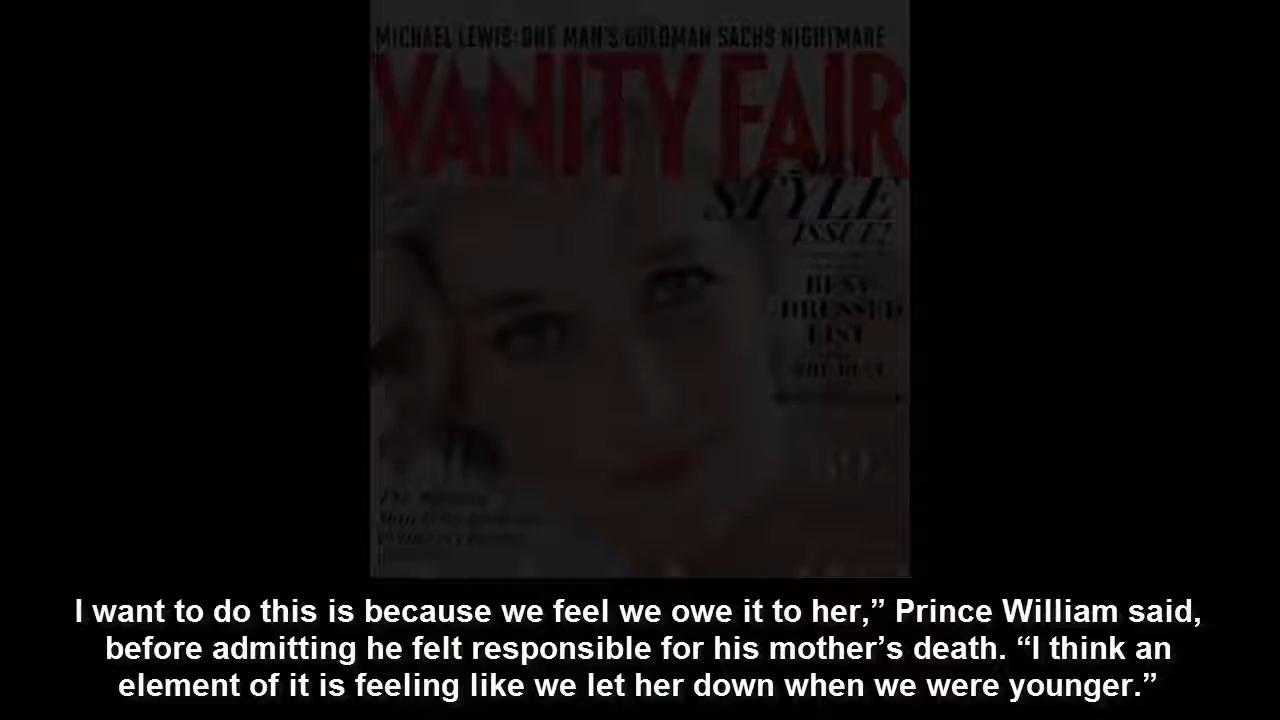 MICHAEL LEWIS: ONE MAN'S GOLDMAN SACHS NIGHTMARE
VANITY FAIR
STYLE
ISSUE!
BEST-
DRESSED
LIST
I want to do this is because we feel we owe it to her,” Prince William said,
before admitting he felt responsible for his mother’s death. “I think an
element of it is feeling like we let her down when we were younger.”